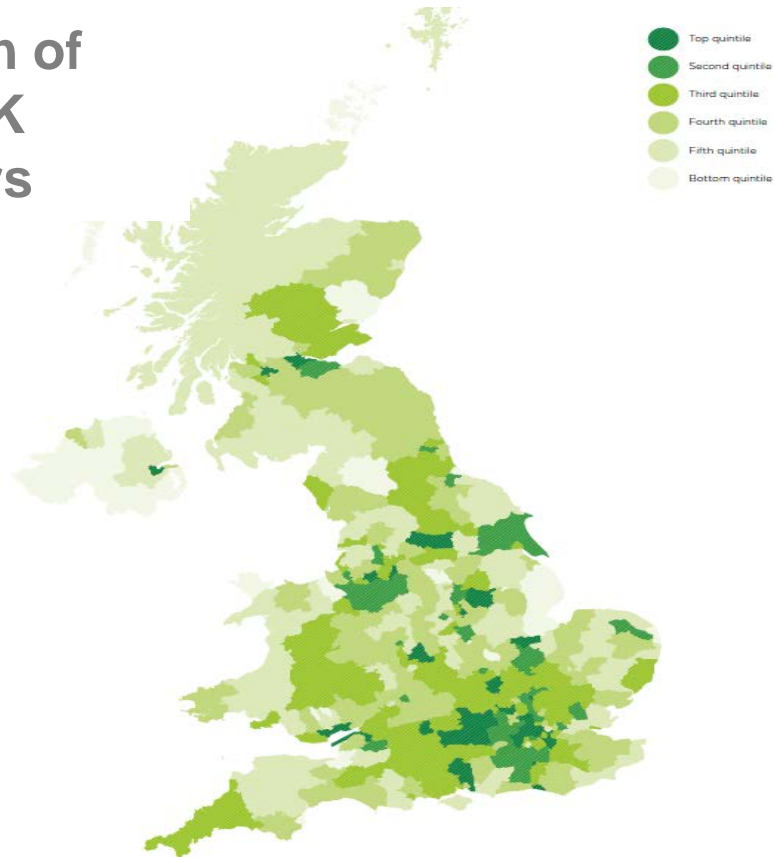 of
Top quintile
Second quintile
Third quintile
Fourth quintile
Fifth quintile
Bottom quintile